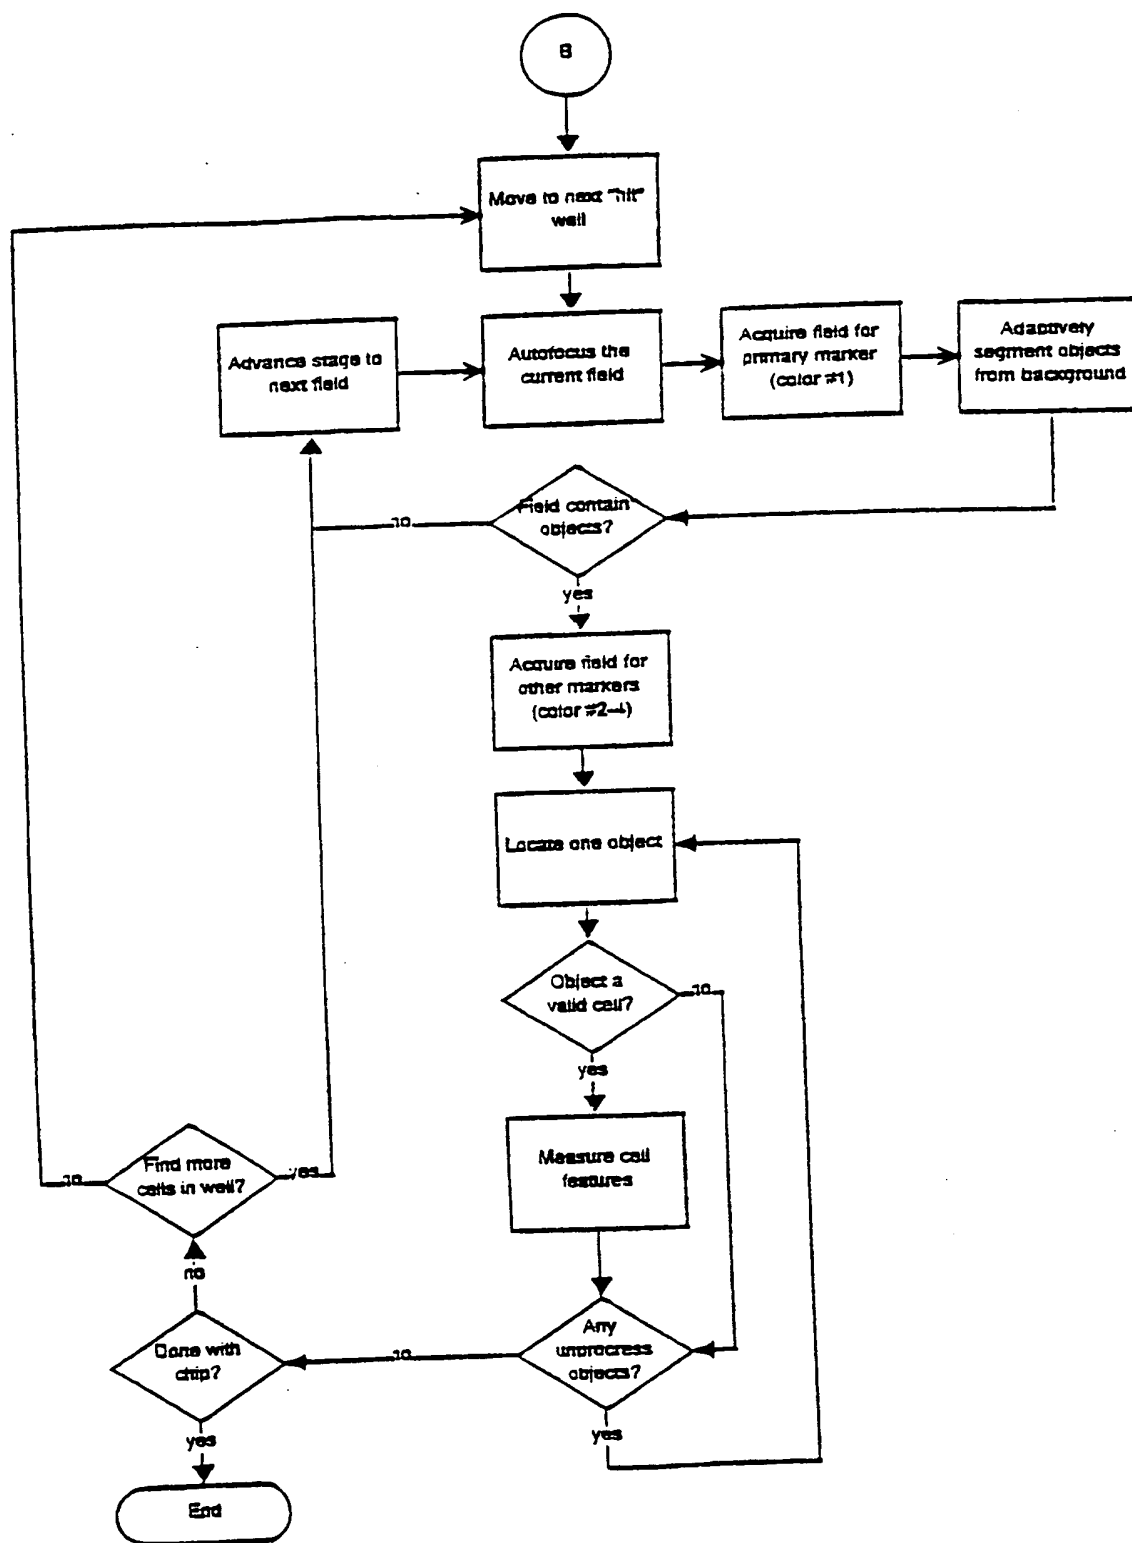 B
Move to next "hit"
well
Advance stage to
next field
Autofocus the
current field
Acquire field for
primary marker
(color #1)
Adaptively
segment objects
from background
Field contain
objects?
no
yes
Acquire field for
other markers
(color #2-4)
Locate one object
Object a
valid cell?
no
yes
Measure cell
features
Find more
cells in well?
no
yes
no
Done with
chip?
no
Any
unprocess
objects?
yes
yes
End